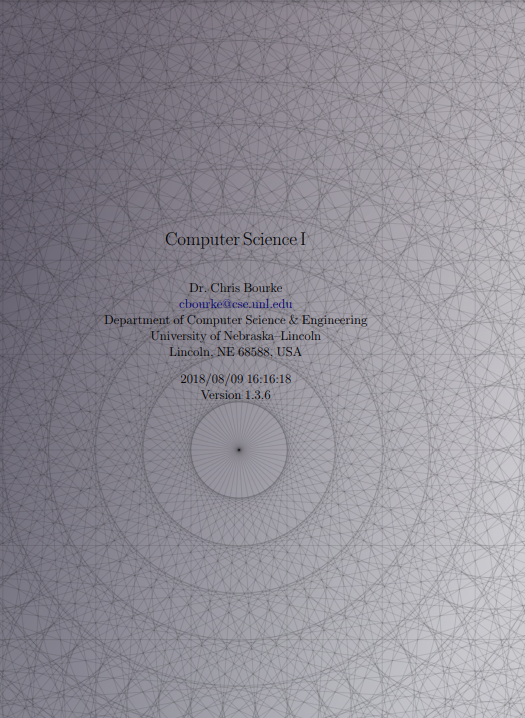 Computer Science I
Dr. Chris Bourke
cbourke@cse.unl.edu
Department of Computer Science & Engineering
University of Nebraska–Lincoln
Lincoln, NE 68588, USA
2018/08/09 16:16:18
Version 1.3.6